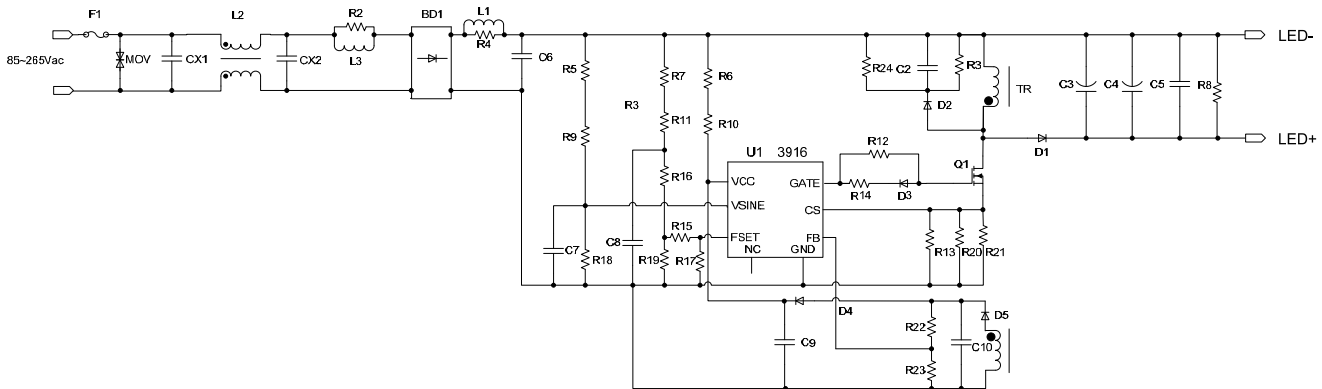 F1
L2
R2
BD1
L1
85~265Vac
MOV
CX1
CX2
L3
R4
C6
R5
R7
R6
R24
C2
R3
TR
C3
C4
C5
R8
LED-
R3
D2
R9
R11
R10
LED+
D1
U1 3916
R12
Q1
R16
VCC
GATE
R14
D3
VSINE
CS
C7
C8
R15
FSET
FB
R18
R19
R17
NC
GND
R13
R20
R21
D4
D5
C9
R22
C10
R23